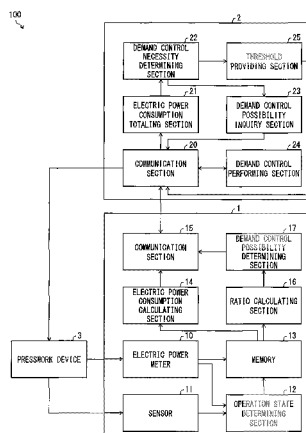 100
2
22
25
DEMAND CONTROL
NECESSITY
DETERMINING
SECTION
THRESHOLD
PROVIDING SECTION
21
23
ELECTRIC POWER
CONSUMPTION
TOTALING SECTION
DEMAND CONTROL
POSSIBILITY
INQUIRY SECTION
20
24
COMMUNICATION
SECTION
DEMAND CONTROL
PERFORMING SECTION
1
15
17
COMMUNICATION
SECTION
DEMAND CONTROL
POSSIBILITY
DETERMINING
SECTION
14
16
ELECTRIC POWER
CONSUMPTION
CALCULATING
SECTION
RATIO CALCULATING
SECTION
3
10
13
PRESSWORK DEVICE
ELECTRIC POWER
METER
MEMORY
11
12
SENSOR
OPERATION STATE
DETERMINING
SECTION